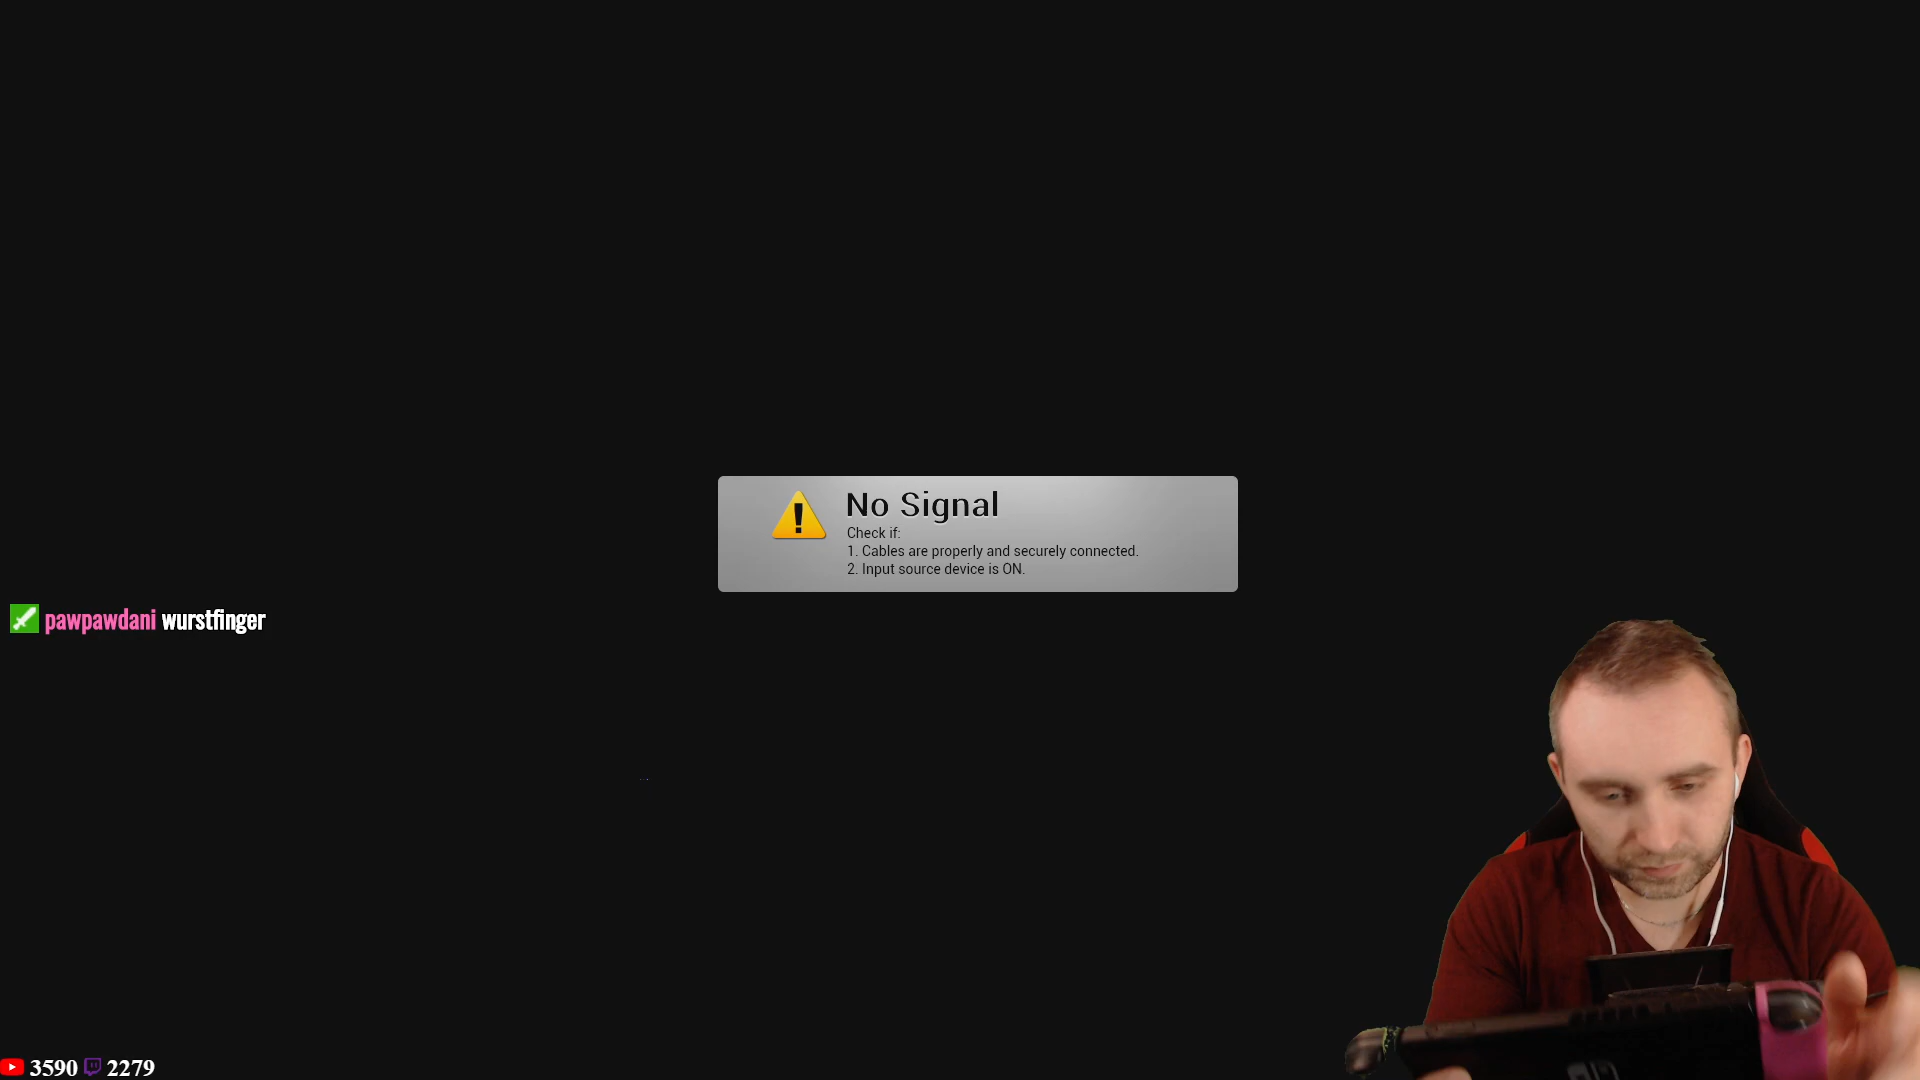 No Signal
Check if:
1. Cables are properly and securely connected.
2. Input source device is ON.
pawpawdani wurstfinger
3590 2279